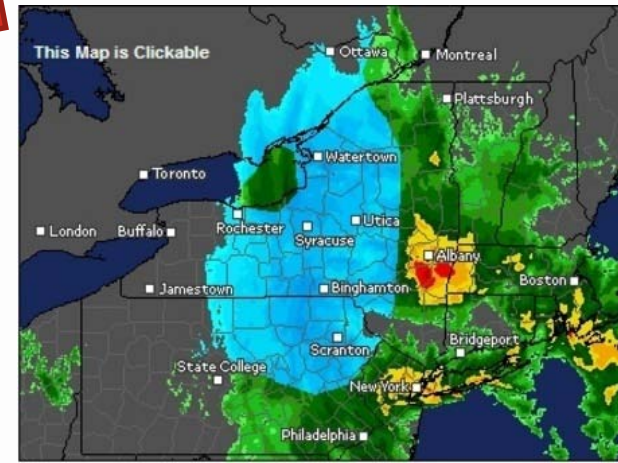 This Map is Clickable
Ottawa
Montreal
Plattsburgh
Watertown
Toronto
London
Buffalo
Rochester
Syracuse
Utica
Albany
Jamestown
Binghamton
Boston
Scranton
Bridgeport
State College
New York
Philadelphia